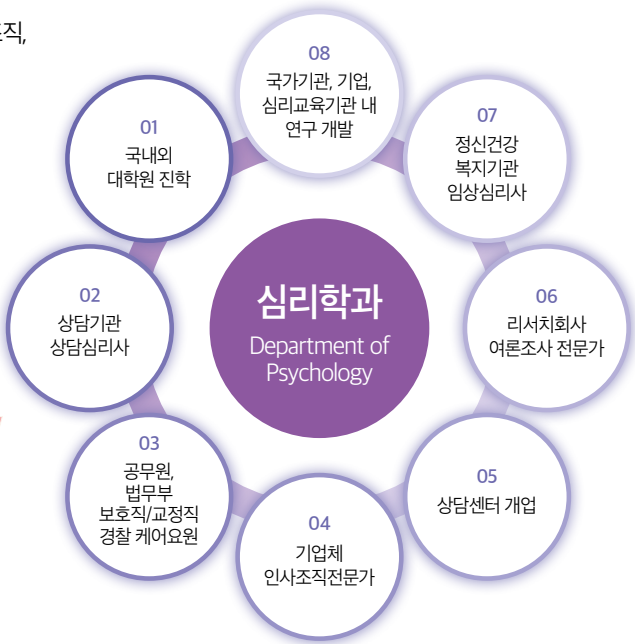 심리학과
Department of
Psychology
01
국내외
대학원 진학
02
상담기관
상담심리사
03
공무원,
법무부
보호직/교정직
경찰 케어요원
04
기업체
인사조직전문가
05
상담센터 개업
06
리서치회사
여론조사 전문가
07
정신건강
복지기관
임상심리사
08
국가기관, 기업,
심리교육기관 내
연구 개발